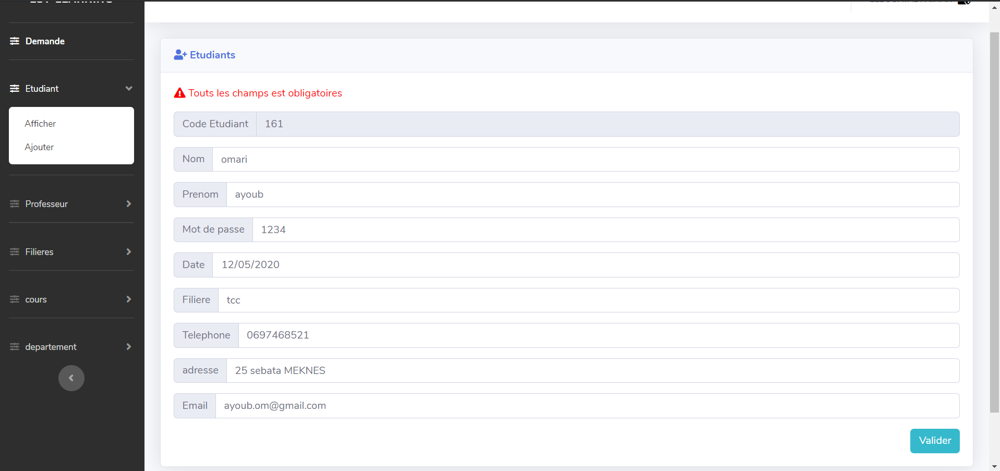 Demande
Etudiant
Afficher
Ajouter
Professeur
Filieres
cours
departement
Etudiants
Touts les champs est obligatoires
Code Etudiant 161
Nom omari
Prenom ayoub
Mot de passe 1234
Date 12/05/2020
Filiere tcc
Telephone 0697468521
adresse 25 sebata MEKNES
Email ayoub.om@gmail.com
Valider